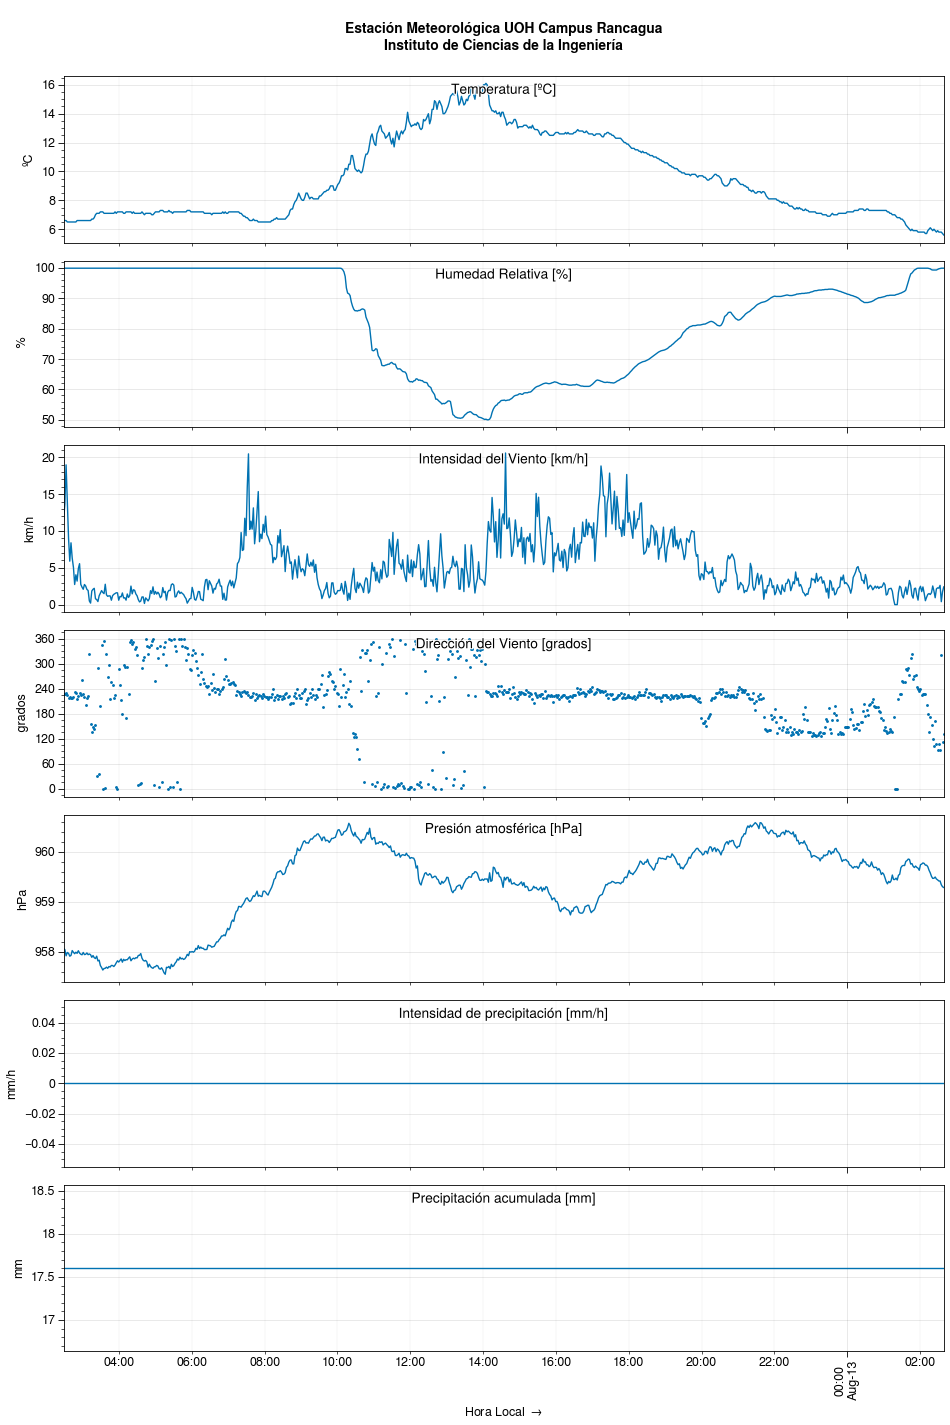 Estación Meteorológica UOH Campus Rancagua
Instituto de Ciencias de la Ingeniería
Temperatura [ºC]
ºC
16
14
12
10
8
6
Humedad Relativa [%]
%
100
90
80
70
60
50
Intensidad del Viento [km/h]
km/h
20
15
10
5
0
Dirección del Viento [grados]
grados
360
300
240
180
120
60
0
Presión atmosférica [hPa]
hPa
960
959
958
Intensidad de precipitación [mm/h]
mm/h
0.04
0.02
0
−0.02
−0.04
Precipitación acumulada [mm]
mm
18.5
18
17.5
17
04:00 06:00 08:00 10:00 12:00 14:00 16:00 18:00 20:00 22:00 00:00 02:00
Aug-13
Hora Local →